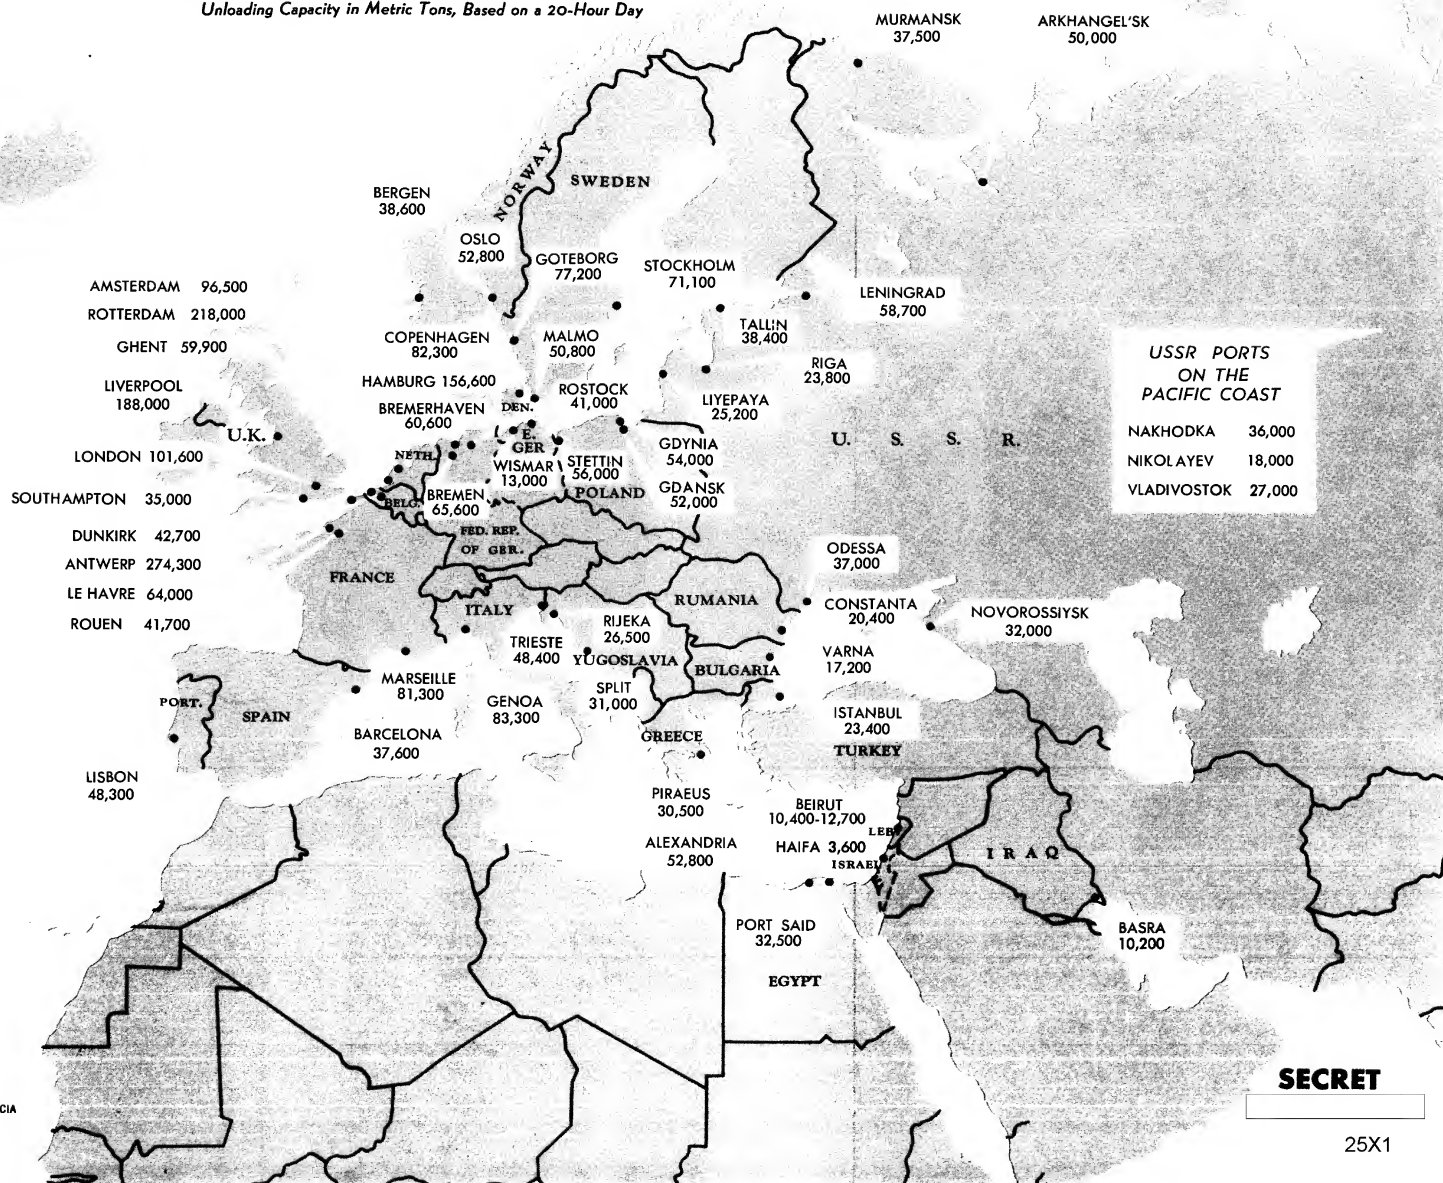 Unloading Capacity in Metric Tons, Based on a 20-Hour Day
MURMANSK
37,500
ARKHANGEL'SK
50,000
NORWAY
SWEDEN
BERGEN
38,600
OSLO
52,800
GOTEBORG
77,200
STOCKHOLM
71,100
LENINGRAD
58,700
AMSTERDAM 96,500
ROTTERDAM 218,000
GHENT 59,900
LIVERPOOL
188,000
U.K.
LONDON 101,600
SOUTHAMPTON 35,000
DUNKIRK 42,700
ANTWERP 274,300
LE HAVRE 64,000
ROUEN 41,700
COPENHAGEN
82,300
MALMO
50,800
TALLIN
38,400
RIGA
23,800
HAMBURG 156,600
BREMERHAVEN
60,600
DEN.
ROSTOCK
41,000
LIYEPAYA
25,200
E.
GER
NETH.
WISMAR
13,000
STETTIN
56,000
GDYNIA
54,000
GDANSK
52,000
POLAND
BELG.
BREMEN
65,600
FED. REP.
OF GER.
U. S. S. R.
USSR PORTS
ON THE
PACIFIC COAST
NAKHODKA 36,000
NIKOLAYEV 18,000
VLADIVOSTOK 27,000
FRANCE
ITALY
RUMANIA
ODESSA
37,000
CONSTANTA
20,400
NOVOROSSIYSK
32,000
TRIESTE
48,400
RIJEKA
26,500
YUGOSLAVIA
BULGARIA
VARNA
17,200
MARSEILLE
81,300
GENOA
83,300
SPLIT
31,000
PORT.
SPAIN
BARCELONA
37,600
GREECE
ISTANBUL
23,400
TURKEY
LISBON
48,300
PIRAEUS
30,500
BEIRUT
10,400-12,700
LEB
ALEXANDRIA
52,800
HAIFA 3,600
ISRAEL
IRAQ
PORT SAID
32,500
BASRA
10,200
EGYPT
SECRET
CIA
25X1